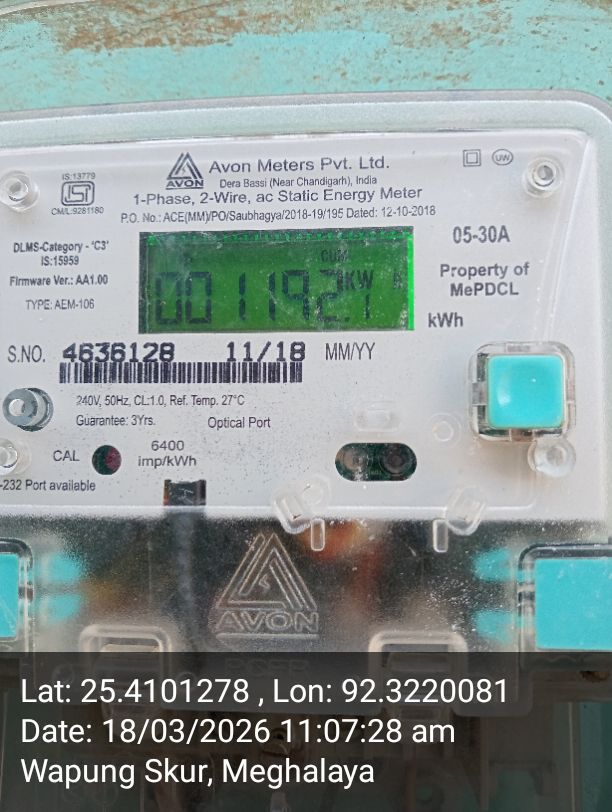 IS:13779
CM/L:9281180
AVON
Avon Meters Pvt. Ltd.
Dera Bassi (Near Chandigarh), India
1-Phase, 2-Wire, ac Static Energy Meter
P.O. No.: ACE(MM)/PO/Saubhagya/2018-19/195 Dated: 12-10-2018
UW
DLMS-Category - 'C3'
IS:15959
Firmware Ver.: AA1.00
TYPE: AEM-106
CUM
001192.1 KW
05-30A
Property of
MePDCL
kWh
S.NO. 4636128 11/18 MM/YY
240V, 50Hz, CL:1.0, Ref. Temp. 27°C
Guarantee: 3Yrs. Optical Port
CAL 6400
imp/kWh
-232 Port available
AVON
Lat: 25.4101278 , Lon: 92.3220081
Date: 18/03/2026 11:07:28 am
Wapung Skur, Meghalaya